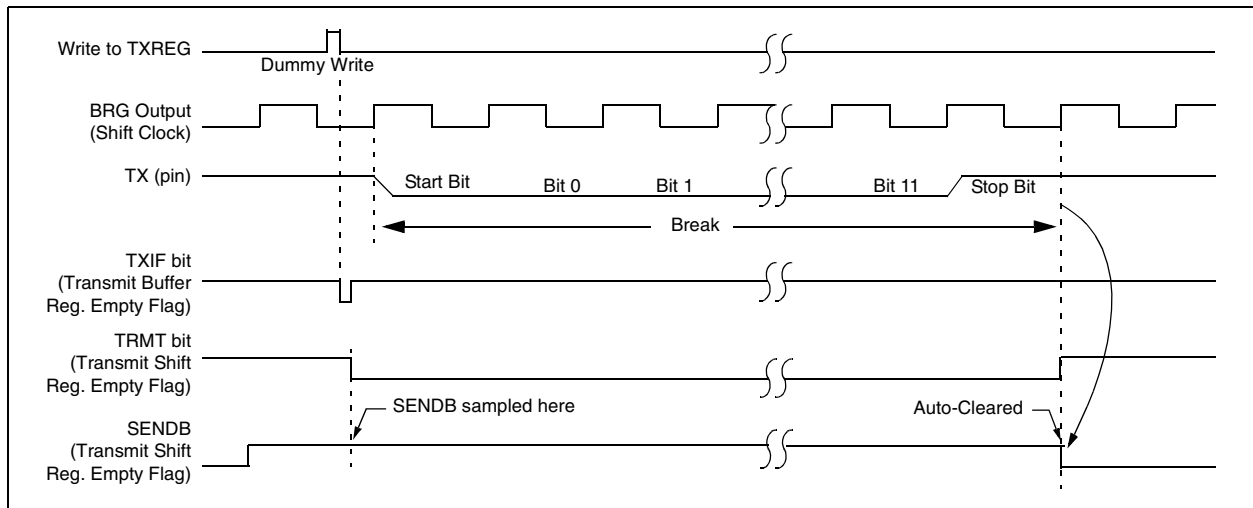 Write to TXREG
Dummy Write
BRG Output
(Shift Clock)
TX (pin)
Start Bit
Bit 0
Bit 1
Bit 11
Stop Bit
Break
TXIF bit
(Transmit Buffer
Reg. Empty Flag)
TRMT bit
(Transmit Shift
Reg. Empty Flag)
SENDB sampled here
Auto-Cleared
SENDB
(Transmit Shift
Reg. Empty Flag)